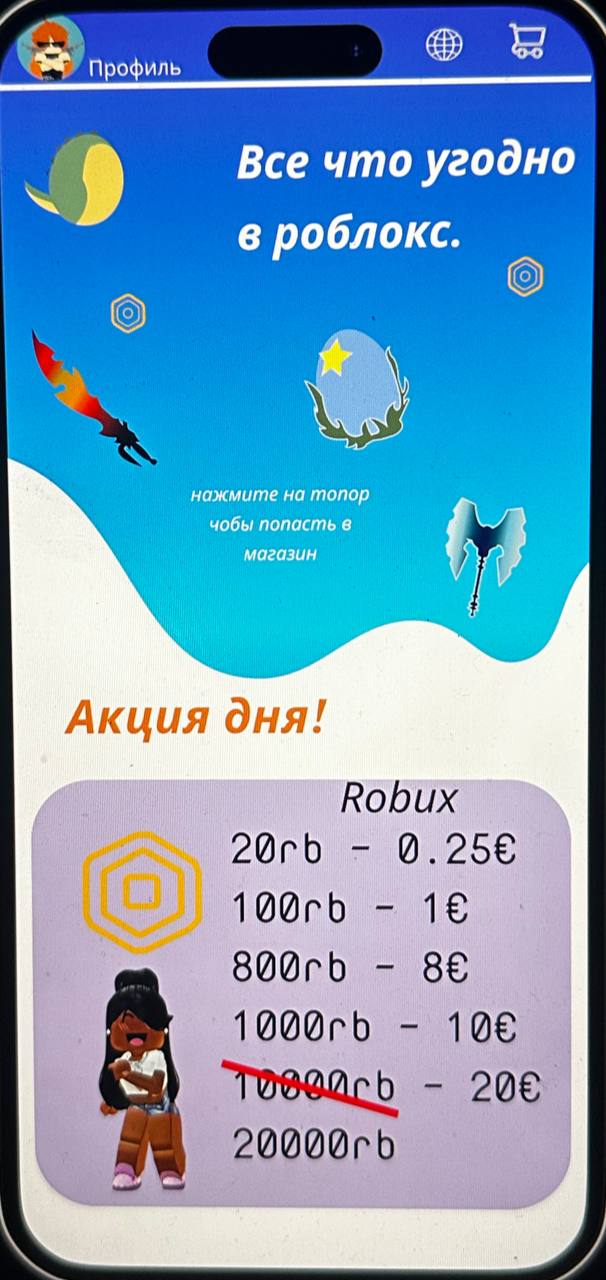 Профиль
Все что угодно
в роблокс.
нажмите на топор
чобы попасть в
магазин
Акция дня!
Robux
20rb - 0.25€
100rb - 1€
800rb - 8€
1000rb - 10€
10000rb - 20€
20000rb